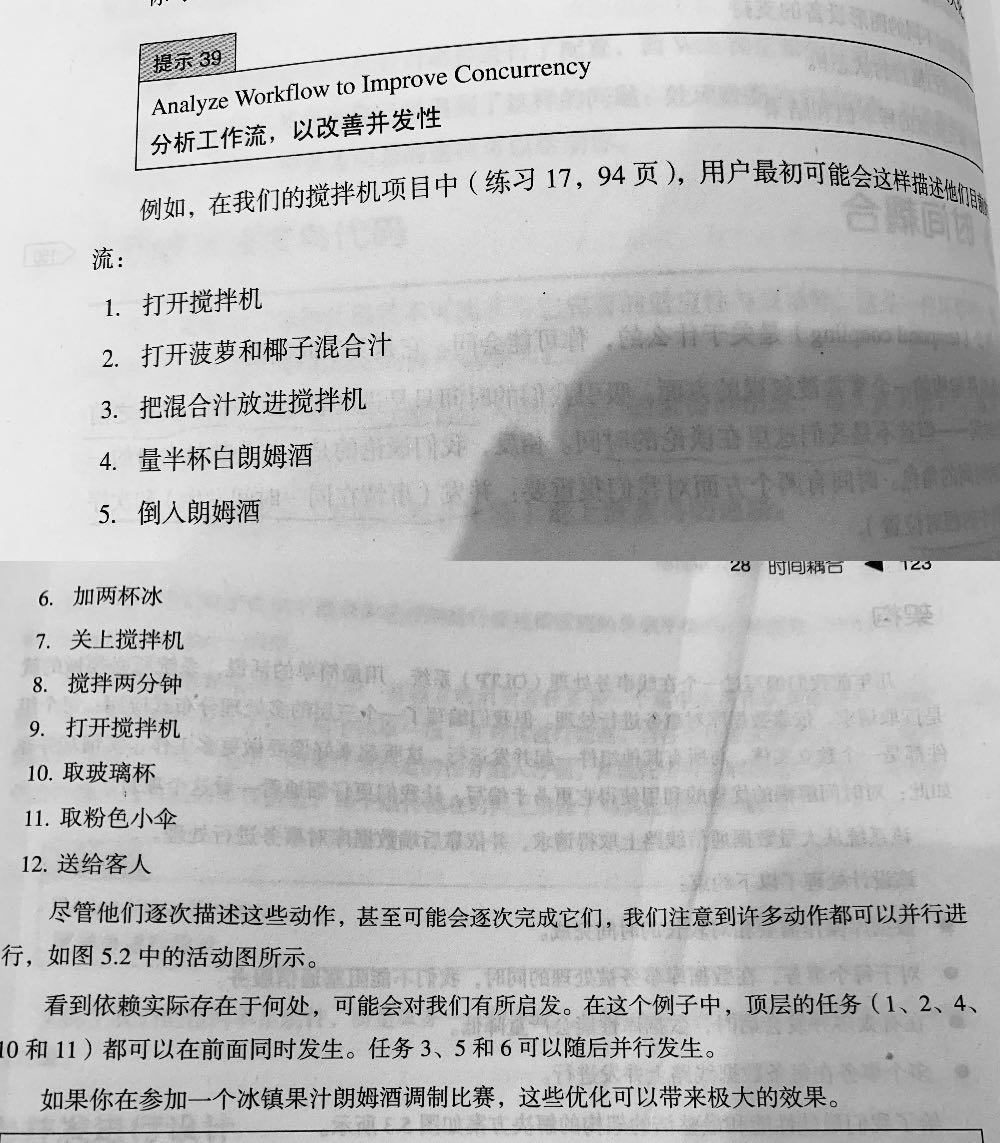 提示 39
Analyze Workflow to Improve Concurrency
分析工作流，以改善并发性
例如，在我们的搅拌机项目中（练习 17，94 页），用户最初可能会这样描述他们目前
流：
1. 打开搅拌机
2. 打开菠萝和椰子混合汁
3. 把混合汁放进搅拌机
4. 量半杯白朗姆酒
5. 倒入朗姆酒
28 时间耦合 ◀ 123
6. 加两杯冰
7. 关上搅拌机
8. 搅拌两分钟
9. 打开搅拌机
10. 取玻璃杯
11. 取粉色小伞
12. 送给客人
尽管他们逐次描述这些动作，甚至可能会逐次完成它们，我们注意到许多动作都可以并行进
行，如图 5.2 中的活动图所示。
看到依赖实际存在于何处，可能会对我们有所启发。在这个例子中，顶层的任务（1、2、4、
10 和 11）都可以在前面同时发生。任务 3、5 和 6 可以随后并行发生。
如果你在参加一个冰镇果汁朗姆酒调制比赛，这些优化可以带来极大的效果。